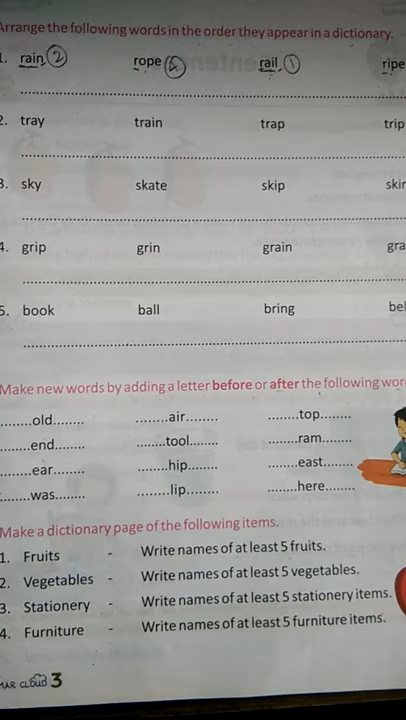 Arrange the following words in the order they appear in a dictionary.
1. rain 2 rope 4 rail 1 ripe
2. tray train trap trip
3. sky skate skip
4. grip grin grain
5. book ball bring
Make new words by adding a letter before or after the following
........old........ ........air........ ........top........
........end........ ........tool........ ........ram........
........ear........ ........hip........ ........east........
........was........ ........lip........ ........here........
Make a dictionary page of the following items.
1. Fruits - Write names of at least 5 fruits.
2. Vegetables - Write names of at least 5 vegetables.
3. Stationery - Write names of at least 5 stationery items.
4. Furniture - Write names of at least 5 furniture items.
CLOUD 3